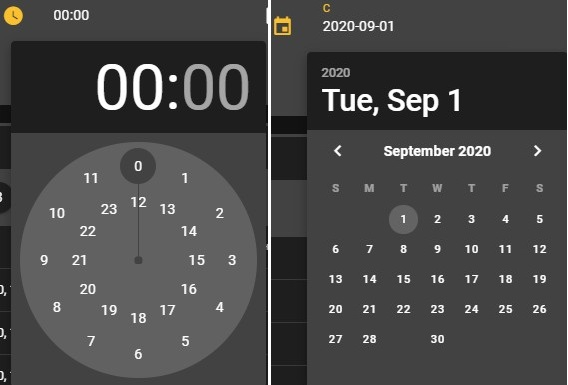 00:00
00:00
0
11 1
12
10 23 13 2
22 14
9 21 15 3
20 16
8 19 17 4
18
7 5
6
C
2020-09-01
2020
Tue, Sep 1
September 2020
S M T W T F S
1 2 3 4 5
6 7 8 9 10 11 12
13 14 15 16 17 18 19
20 21 22 23 24 25 26
27 28 30